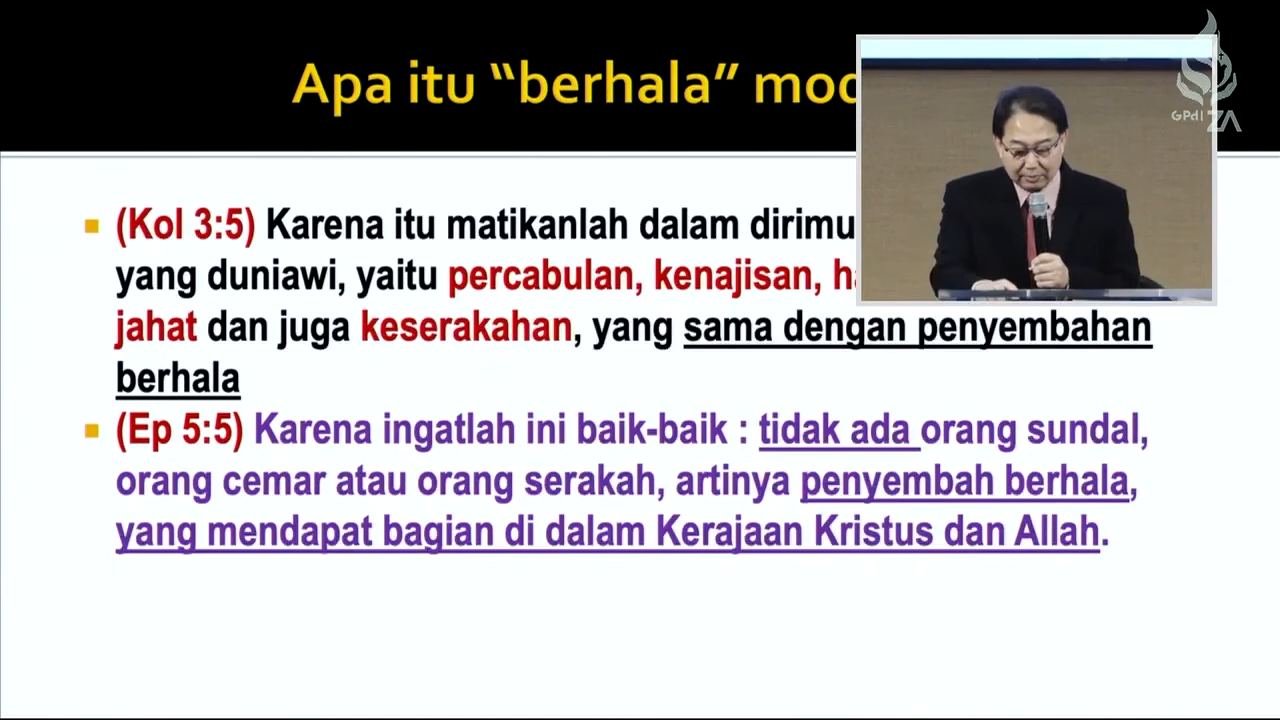 Apa itu “berhala”
(Kol 3:5) Karena itu matikanlah dalam dirimu
yang duniawi, yaitu percabulan, kenajisan,
jahat dan juga keserakahan, yang sama dengan penyembahan
berhala
(Ep 5:5) Karena ingatlah ini baik-baik : tidak ada orang sundal,
orang cemar atau orang serakah, artinya penyembah berhala,
yang mendapat bagian di dalam Kerajaan Kristus dan Allah.
GPdI ZA